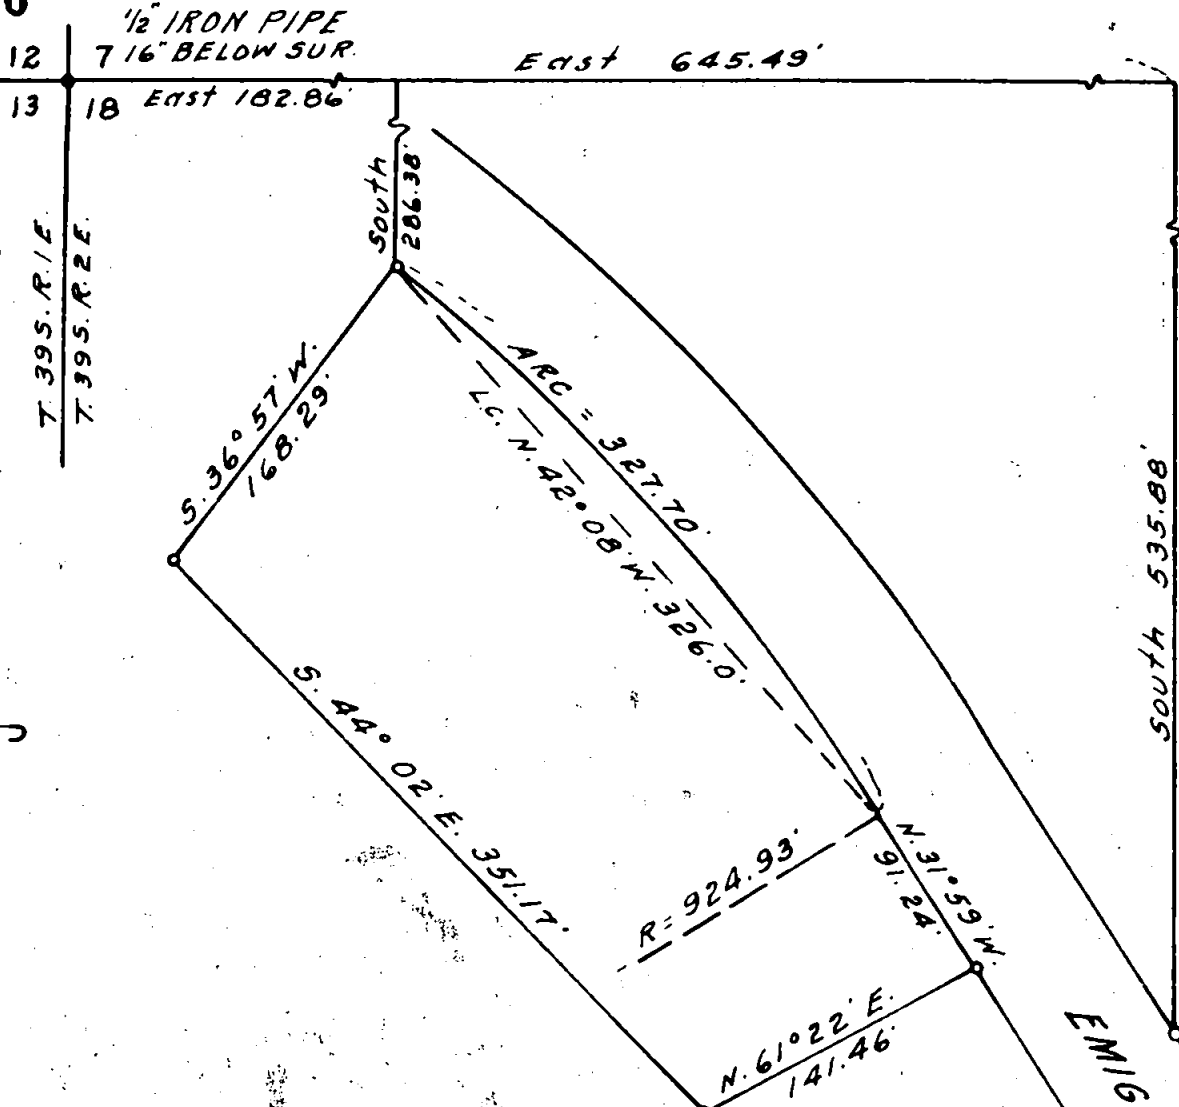 1/2" IRON PIPE
16" BELOW SUR.
12
7
13
18
East 645.49'
East 182.86'
South
286.38'
T. 39S. R. 1 E.
T. 39S. R. 2 E.
S. 36° 57' W.
168.29'
ARC = 327.70'
L.C. N. 42° 08' W. 326.0'
South 535.88'
S. 44° 02' E. 351.17'
R = 924.93'
N. 31° 59' W.
91.24'
N. 61° 22' E.
141.46'
EMIG